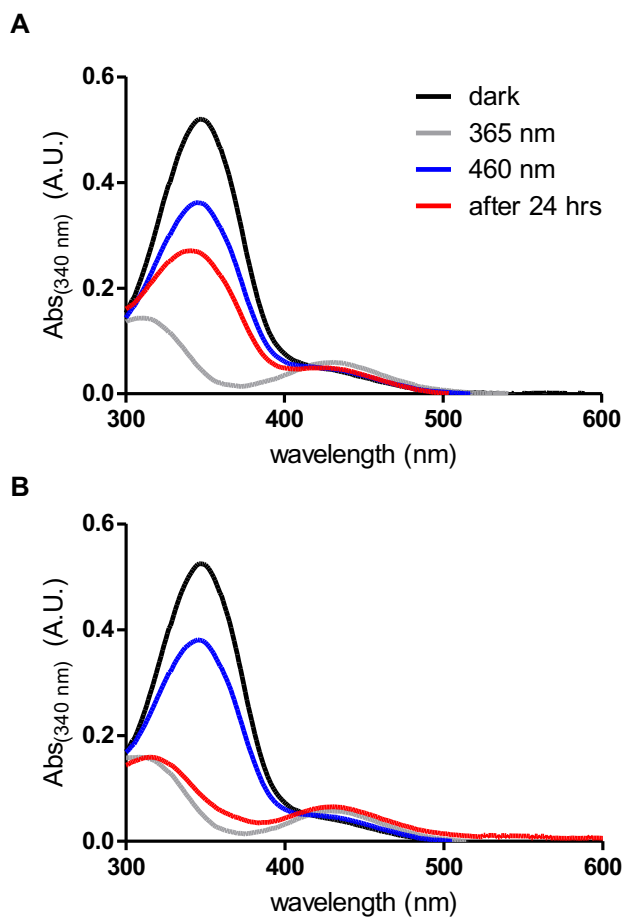 A
0.6
0.4
0.2
0.0
Abs(340 nm) (A.U.)
dark
365 nm
460 nm
after 24 hrs
300 400 500 600
wavelength (nm)
B
0.6
0.4
0.2
0.0
Abs(340 nm) (A.U.)
300 400 500 600
wavelength (nm)